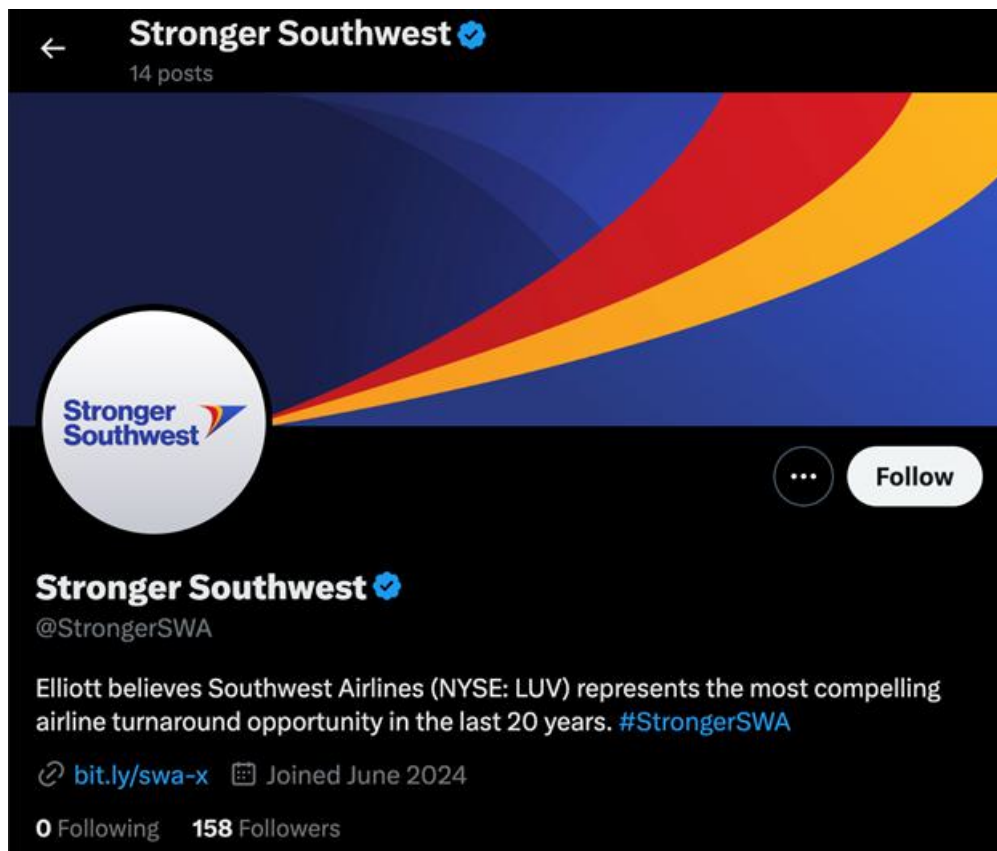 Stronger Southwest
14 posts
Stronger
Southwest
Follow
Stronger Southwest
@StrongerSWA
Elliott believes Southwest Airlines (NYSE: LUV) represents the most compelling
airline turnaround opportunity in the last 20 years. #StrongerSWA
bit.ly/swa-x Joined June 2024
0 Following 158 Followers